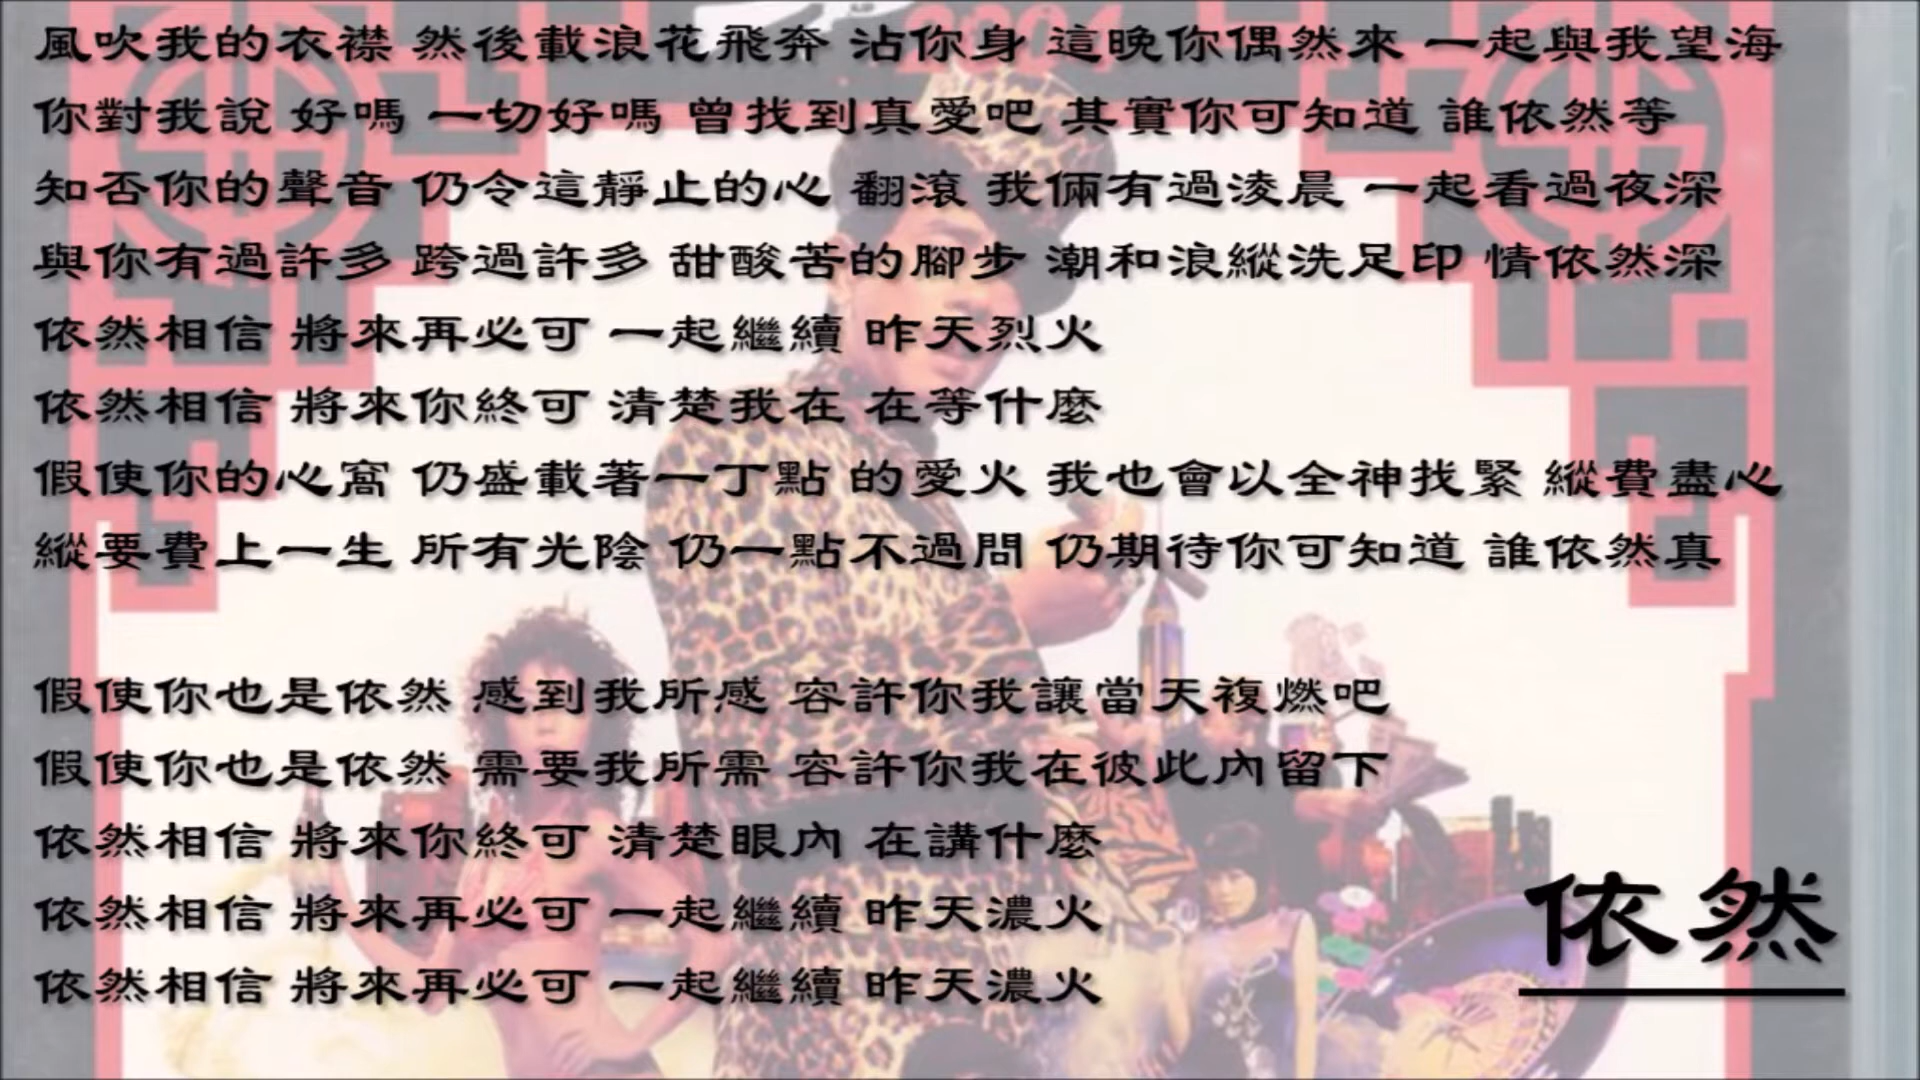 風吹我的衣襟 然後載浪花飛奔 沾你身 這晚你偶然來 一起與我望海
你對我說 好嗎 一切好嗎 曾找到真愛吧 其實你可知道 誰依然等
知否你的聲音 仍令這靜止的心 翻滾 我倆有過淩晨 一起看過夜深
與你有過許多 跨過許多 甜酸苦的腳步 潮和浪縱洗足印 情依然深
依然相信 將來再必可 一起繼續 昨天烈火
依然相信 將來你終可 清楚我在 在等什麼
假使你的心窩 仍盛載著一丁點 的愛火 我也會以全神找緊 縱費盡心
縱要費上一生 所有光陰 仍一點不過問 仍期待你可知道 誰依然真
假使你也是依然 感到我所感 容許你我讓當天複燃吧
假使你也是依然 需要我所需 容許你我在彼此內留下
依然相信 將來你終可 清楚眼內 在講什麼
依然相信 將來再必可 一起繼續 昨天濃火
依然相信 將來再必可 一起繼續 昨天濃火
依然